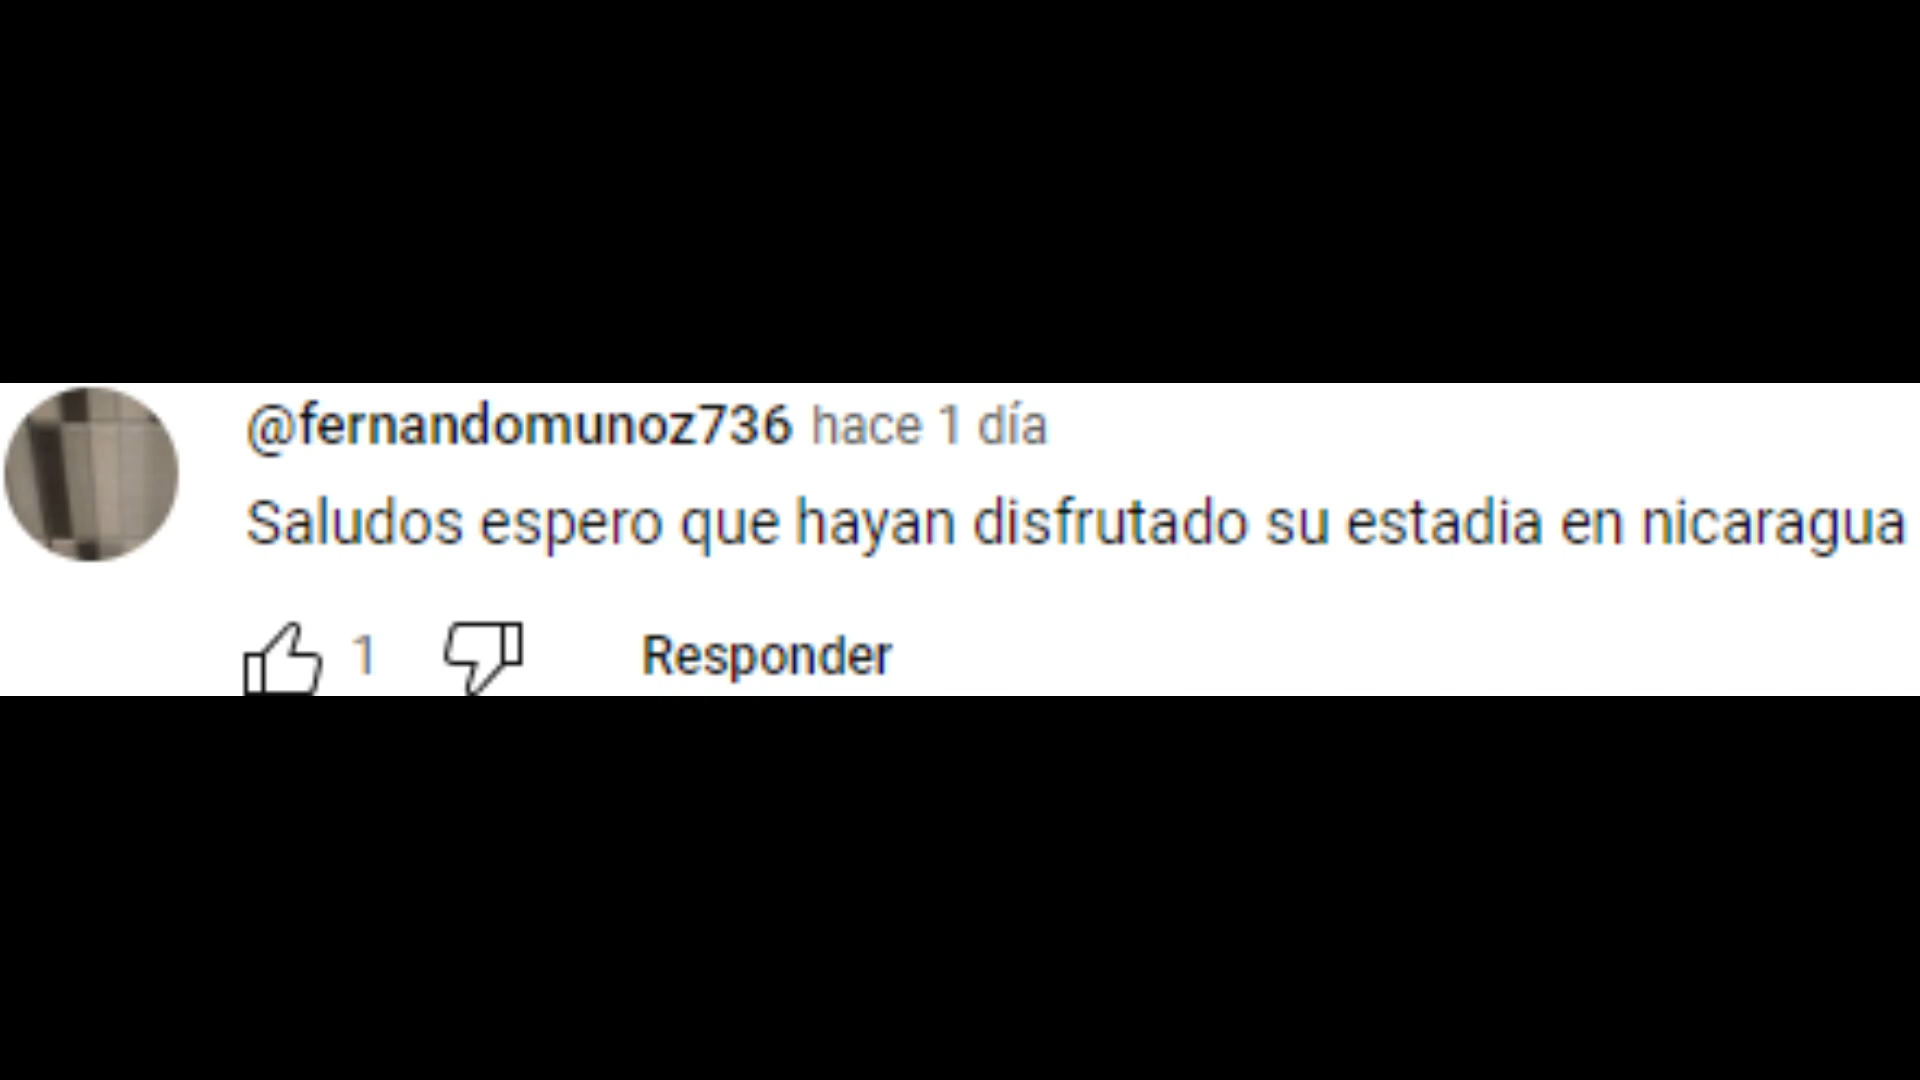 @fernandomunoz736 hace 1 día
Saludos espero que hayan disfrutado su estadia en nicaragua
1 Responder